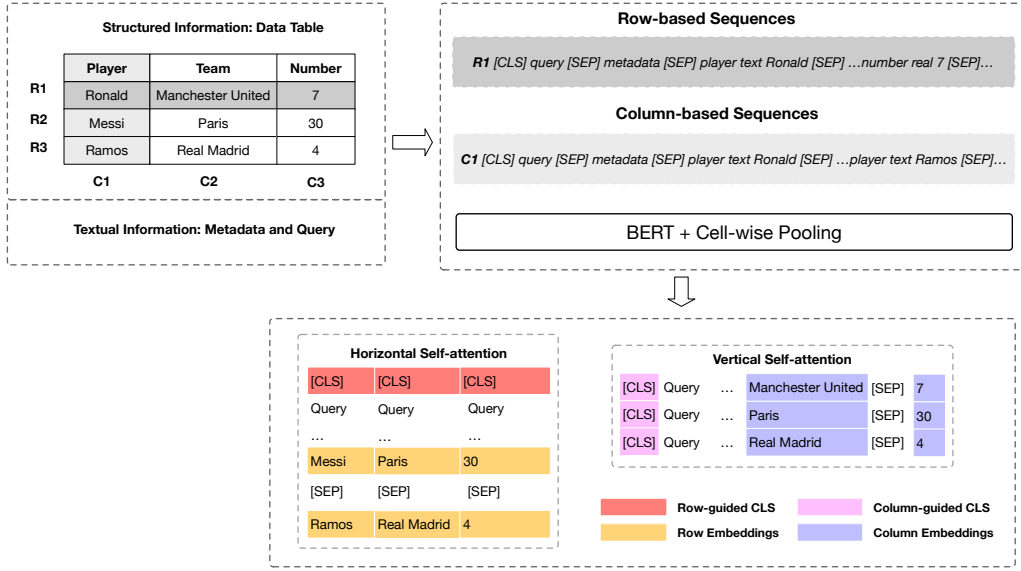 Structured Information: Data Table
Player Team Number
R1 Ronald Manchester United 7
R2 Messi Paris 30
R3 Ramos Real Madrid 4
C1 C2 C3
Textual Information: Metadata and Query
Row-based Sequences
R1 [CLS] query [SEP] metadata [SEP] player text Ronald [SEP] …number real 7 [SEP]…
Column-based Sequences
C1 [CLS] query [SEP] metadata [SEP] player text Ronald [SEP] …player text Ramos [SEP]…
BERT + Cell-wise Pooling
Horizontal Self-attention
[CLS] [CLS] [CLS]
Query Query Query
… … …
Messi Paris 30
[SEP] [SEP] [SEP]
Ramos Real Madrid 4
Vertical Self-attention
[CLS] Query … Manchester United [SEP] 7
[CLS] Query … Paris [SEP] 30
[CLS] Query … Real Madrid [SEP] 4
Row-guided CLS Column-guided CLS
Row Embeddings Column Embeddings